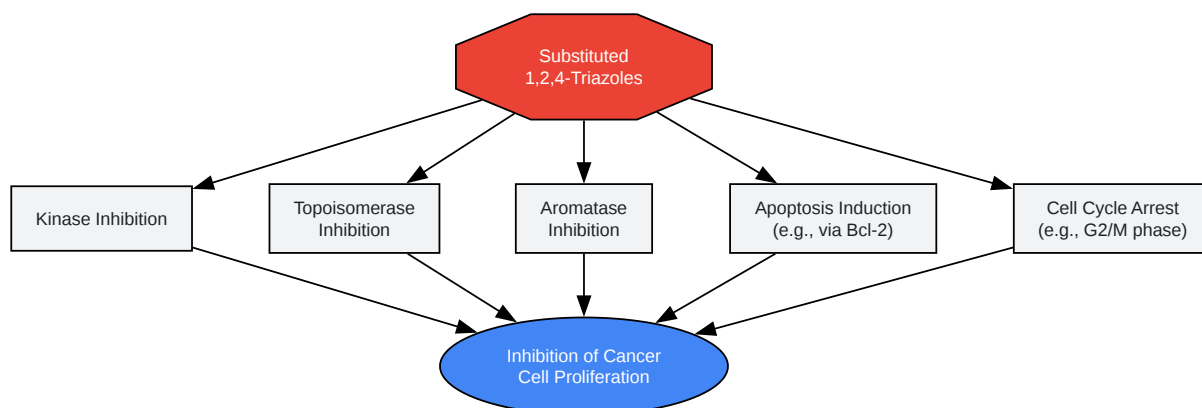 Substituted
1,2,4-Triazoles
Kinase Inhibition
Topoisomerase
Inhibition
Aromatase
Inhibition
Apoptosis Induction
(e.g., via Bcl-2)
Cell Cycle Arrest
(e.g., G2/M phase)
Inhibition of Cancer
Cell Proliferation